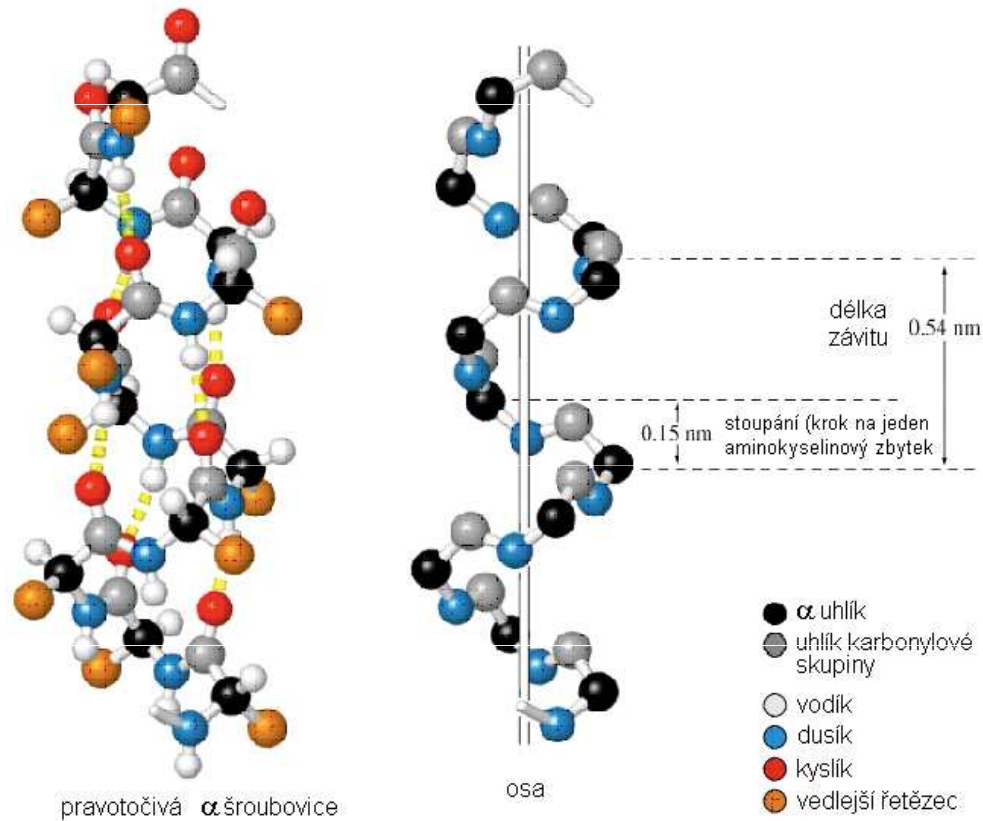 délka
závitu
0.54 nm
0.15 nm
stoupání (krok na jeden
aminokyselinový zbytek
α uhlík
uhlík karbonylové
skupiny
vodík
dusík
kyslík
vedlejší řetězec
osa
pravotočivá α šroubovice